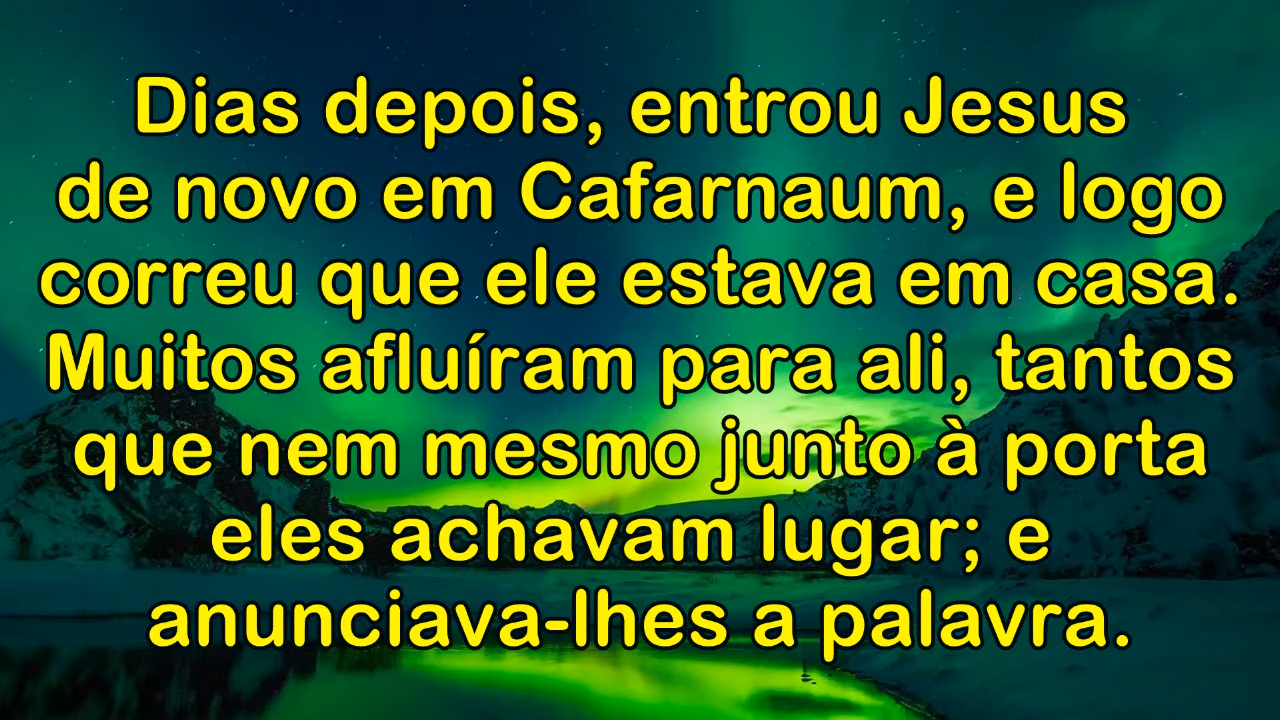 Dias depois, entrou Jesus
de novo em Cafarnaum, e logo
correu que ele estava em casa.
Muitos afluíram para ali, tantos
que nem mesmo junto à porta
eles achavam lugar; e
anunciava-lhes a palavra.